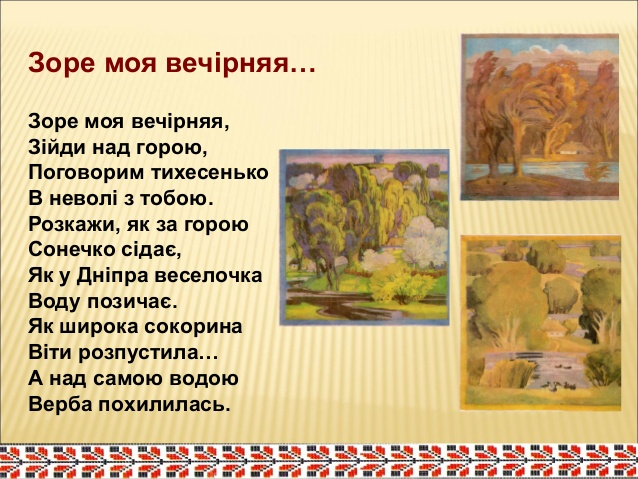 Зоре моя вечірняя…
Зоре моя вечірняя,
Зійди над горою,
Поговорим тихесенько
В неволі з тобою.
Розкажи, як за горою
Сонечко сідає,
Як у Дніпра веселочка
Воду позичає.
Як широка сокорина
Віти розпустила…
А над самою водою
Верба похилилась.